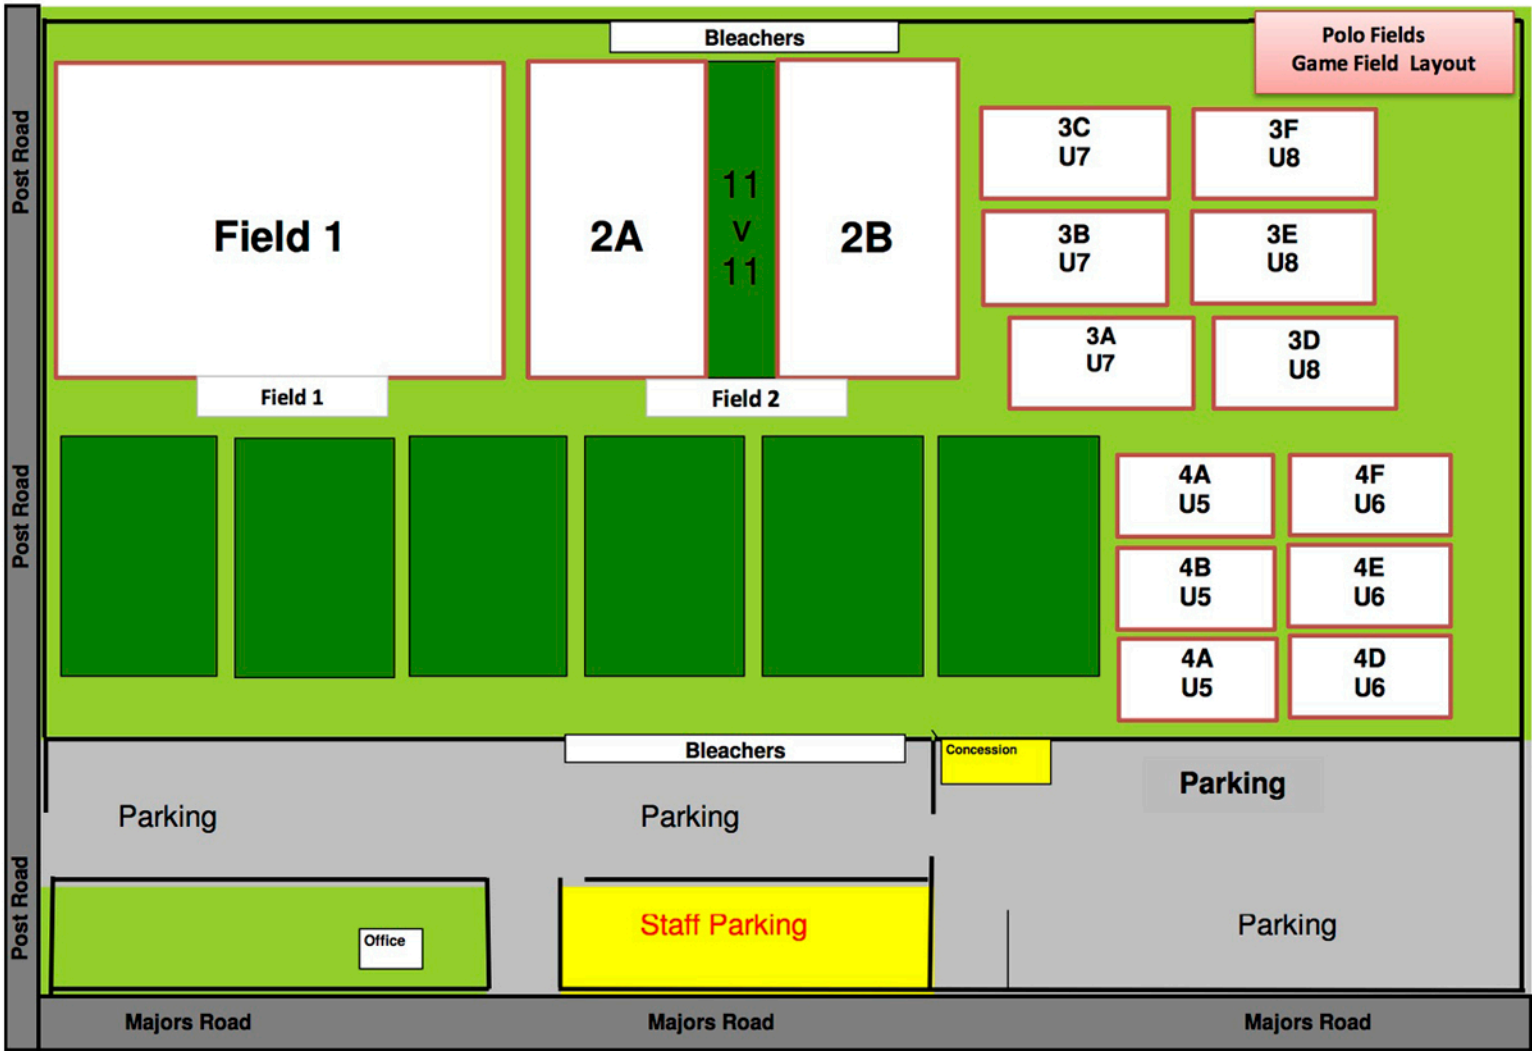 Polo Fields
Game Field Layout
Bleachers
Post Road
Field 1
2A
11
v
11
2B
3C
U7
3F
U8
3B
U7
3E
U8
3A
U7
3D
U8
Field 1
Field 2
Post Road
4A
U5
4F
U6
4B
U5
4E
U6
4A
U5
4D
U6
Bleachers
Concession
Parking
Parking
Parking
Post Road
Office
Staff Parking
Parking
Majors Road
Majors Road
Majors Road